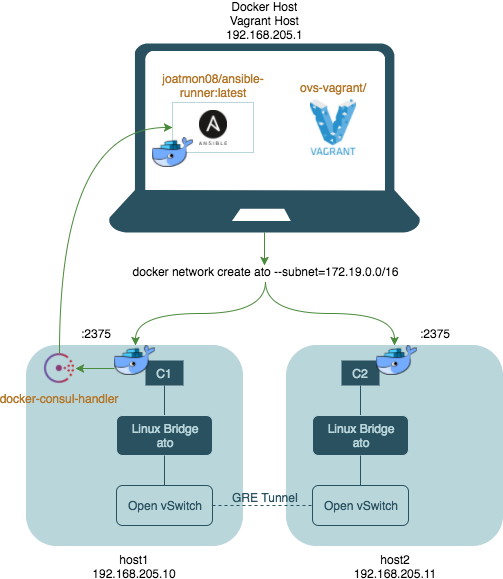 Docker Host
Vagrant Host
192.168.205.1
joatmon08/ansible-
runner:latest
ovs-vagrant/
A
ANSIBLE
VAGRANT
docker network create ato --subnet=172.19.0.0/16
:2375
:2375
C1
C2
docker-consul-handler
Linux Bridge
ato
Linux Bridge
ato
GRE Tunnel
Open vSwitch
Open vSwitch
host1
192.168.205.10
host2
192.168.205.11